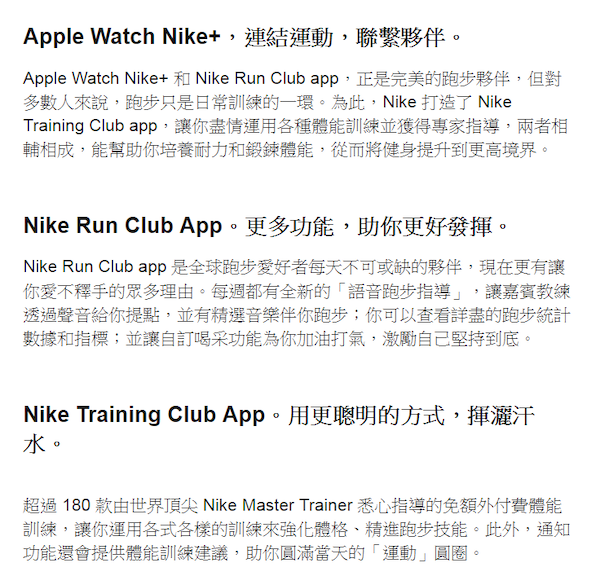 Apple Watch Nike+，連結運動，聯繫夥伴。
Apple Watch Nike+ 和 Nike Run Club app，正是完美的跑步夥伴，但對
多數人來說，跑步只是日常訓練的一環。為此，Nike 打造了 Nike
Training Club app，讓你盡情運用各種體能訓練並獲得專家指導，兩者相
輔相成，能幫助你培養耐力和鍛鍊體能，從而將健身提升到更高境界。
Nike Run Club App。更多功能，助你更好發揮。
Nike Run Club app 是全球跑步愛好者每天不可或缺的夥伴，現在更有讓
你愛不釋手的眾多理由。每週都有全新的「語音跑步指導」，讓嘉賓教練
透過聲音給你提點，並有精選音樂伴你跑步；你可以查看詳盡的跑步統計
數據和指標；並讓自訂喝采功能為你加油打氣，激勵自己堅持到底。
Nike Training Club App。用更聰明的方式，揮灑汗
水。
超過 180 款由世界頂尖 Nike Master Trainer 悉心指導的免額外付費體能
訓練，讓你運用各式各樣的訓練來強化體格、精進跑步技能。此外，通知
功能還會提供體能訓練建議，助你圓滿當天的「運動」圓圈。